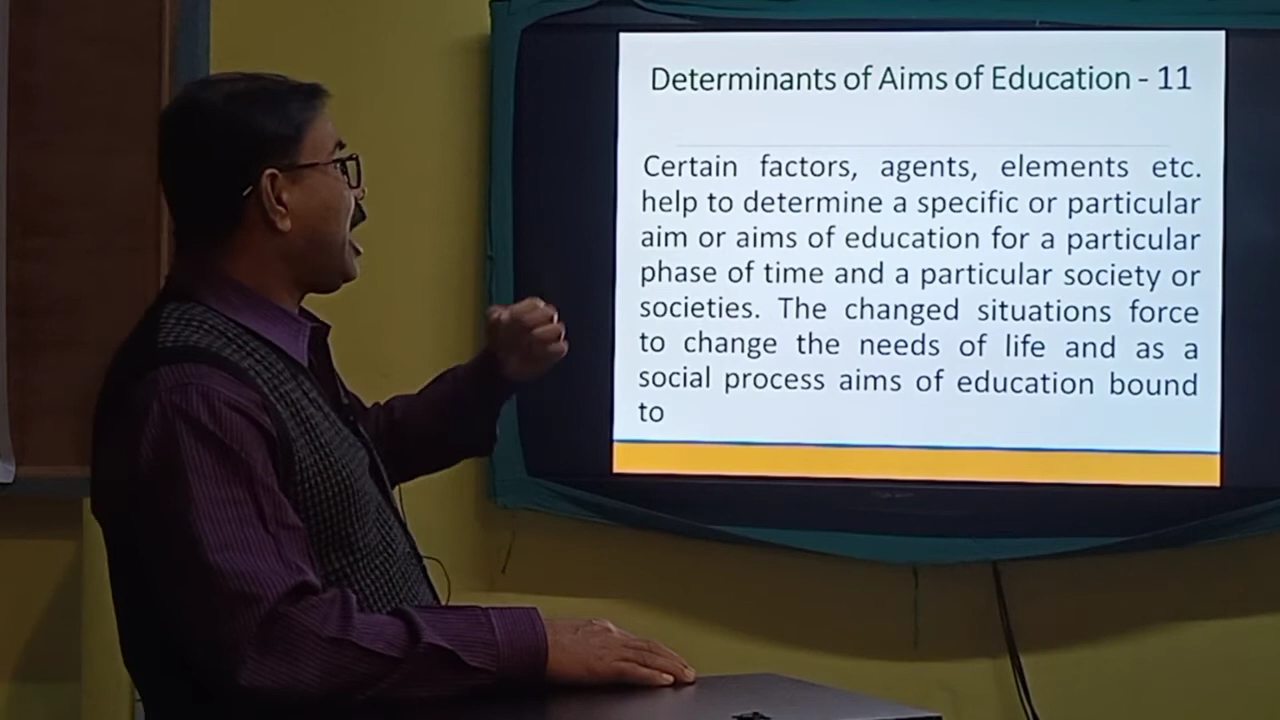 Determinants of Aims of Education - 11
Certain factors, agents, elements etc.
help to determine a specific or particular
aim or aims of education for a particular
phase of time and a particular society or
societies. The changed situations force
to change the needs of life and as a
social process aims of education bound
to